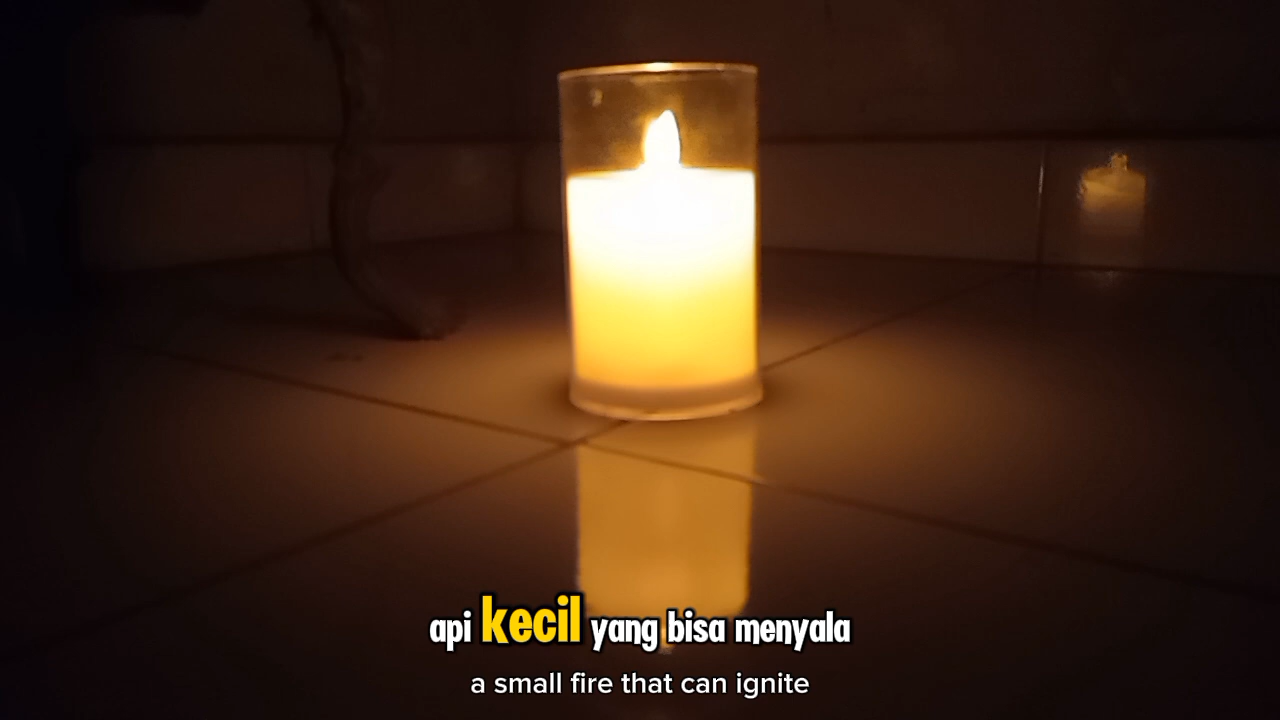 api kecil yang bisa menyala
a small fire that can ignite